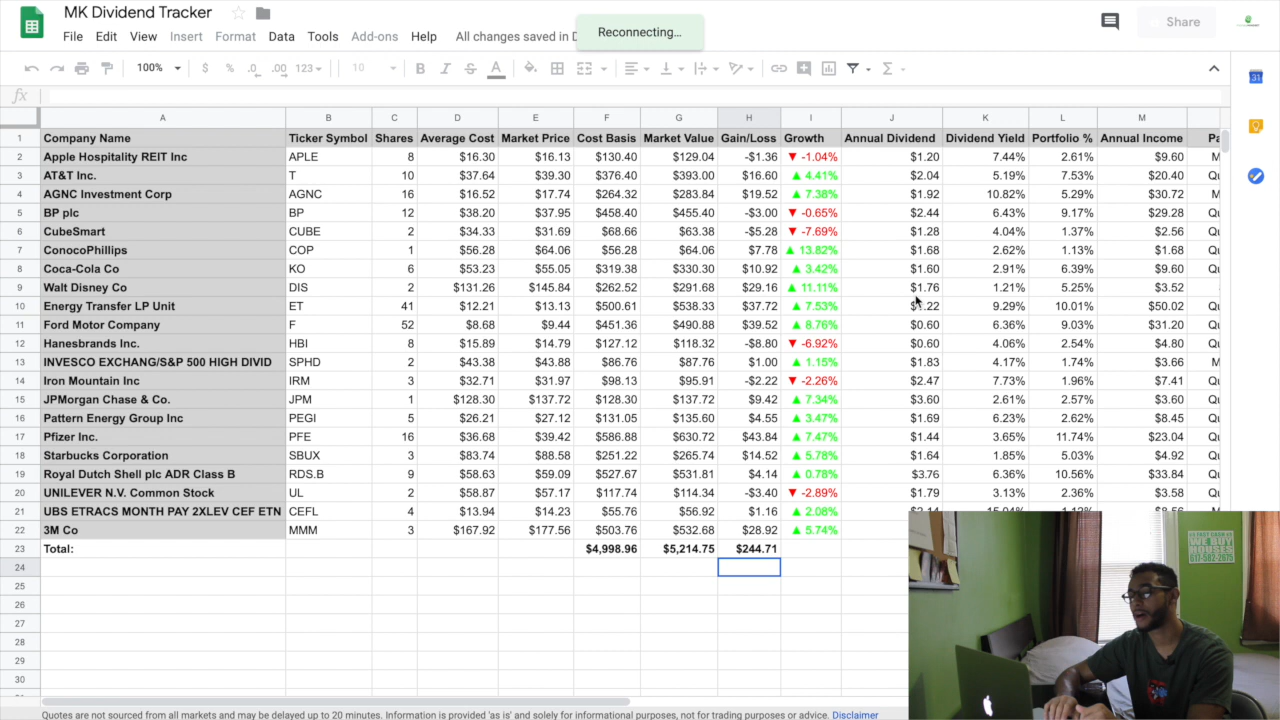 MK Dividend Tracker
Reconnecting...
Share
File Edit View Insert Format Data Tools Add-ons Help All changes saved in
100% $ % .0 .00 123 10 B I S A
fx
A B C D E F G H I J K L M
1 Company Name Ticker Symbol Shares Average Cost Market Price Cost Basis Market Value Gain/Loss Growth Annual Dividend Dividend Yield Portfolio % Annual Income
2 Apple Hospitality REIT Inc APLE 8 $16.30 $16.13 $130.40 $129.04 -$1.36 ▼ -1.04% $1.20 7.44% 2.61% $9.60 M
3 AT&T Inc. T 10 $37.64 $39.30 $376.40 $393.00 $16.60 ▲ 4.41% $2.04 5.19% 7.53% $20.40 Qu
4 AGNC Investment Corp AGNC 16 $16.52 $17.74 $264.32 $283.84 $19.52 ▲ 7.38% $1.92 10.82% 5.29% $30.72 M
5 BP plc BP 12 $38.20 $37.95 $458.40 $455.40 -$3.00 ▼ -0.65% $2.44 6.43% 9.17% $29.28 Qu
6 CubeSmart CUBE 2 $34.33 $31.69 $68.66 $63.38 -$5.28 ▼ -7.69% $1.28 4.04% 1.37% $2.56 Qu
7 ConocoPhillips COP 1 $56.28 $64.06 $56.28 $64.06 $7.78 ▲ 13.82% $1.68 2.62% 1.13% $1.68 Qu
8 Coca-Cola Co KO 6 $53.23 $55.05 $319.38 $330.30 $10.92 ▲ 3.42% $1.60 2.91% 6.39% $9.60 Qu
9 Walt Disney Co DIS 2 $131.26 $145.84 $262.52 $291.68 $29.16 ▲ 11.11% $1.76 1.21% 5.25% $3.52
10 Energy Transfer LP Unit ET 41 $12.21 $13.13 $500.61 $538.33 $37.72 ▲ 7.53% $1.22 9.29% 10.01% $50.02 Qu
11 Ford Motor Company F 52 $8.68 $9.44 $451.36 $490.88 $39.52 ▲ 8.76% $0.60 6.36% 9.03% $31.20 Qu
12 Hanesbrands Inc. HBI 8 $15.89 $14.79 $127.12 $118.32 -$8.80 ▼ -6.92% $0.60 4.06% 2.54% $4.80 Qu
13 INVESCO EXCHANG/S&P 500 HIGH DIVID SPHD 2 $43.38 $43.88 $86.76 $87.76 $1.00 ▲ 1.15% $1.83 4.17% 1.74% $3.66 M
14 Iron Mountain Inc IRM 3 $32.71 $31.97 $98.13 $95.91 -$2.22 ▼ -2.26% $2.47 7.73% 1.96% $7.41 Qu
15 JPMorgan Chase & Co. JPM 1 $128.30 $137.72 $128.30 $137.72 $9.42 ▲ 7.34% $3.60 2.61% 2.57% $3.60 Qu
16 Pattern Energy Group Inc PEGI 5 $26.21 $27.12 $131.05 $135.60 $4.55 ▲ 3.47% $1.69 6.23% 2.62% $8.45 Qu
17 Pfizer Inc. PFE 16 $36.68 $39.42 $586.88 $630.72 $43.84 ▲ 7.47% $1.44 3.65% 11.74% $23.04 Qu
18 Starbucks Corporation SBUX 3 $83.74 $88.58 $251.22 $265.74 $14.52 ▲ 5.78% $1.64 1.85% 5.03% $4.92 Qu
19 Royal Dutch Shell plc ADR Class B RDS.B 9 $58.63 $59.09 $527.67 $531.81 $4.14 ▲ 0.78% $3.76 6.36% 10.56% $33.84 Qu
20 UNILEVER N.V. Common Stock UL 2 $58.87 $57.17 $117.74 $114.34 -$3.40 ▼ -2.89% $1.79 3.13% 2.36% $3.58 Qu
21 UBS ETRACS MONTH PAY 2XLEV CEF ETN CEFL 4 $13.94 $14.23 $55.76 $56.92 $1.16 ▲ 2.08%
22 3M Co MMM 3 $167.92 $177.56 $503.76 $532.68 $28.92 ▲ 5.74%
23 Total: $4,998.96 $5,214.75 $244.71
24
25
26
27
28
29
30
FAST CASH
WE BUY
HOUSES
617-582-2675
Quotes are not sourced from all markets and may be delayed up to 20 minutes. Information is provided 'as is' and solely for informational purposes, not for trading purposes or advice. Disclaimer